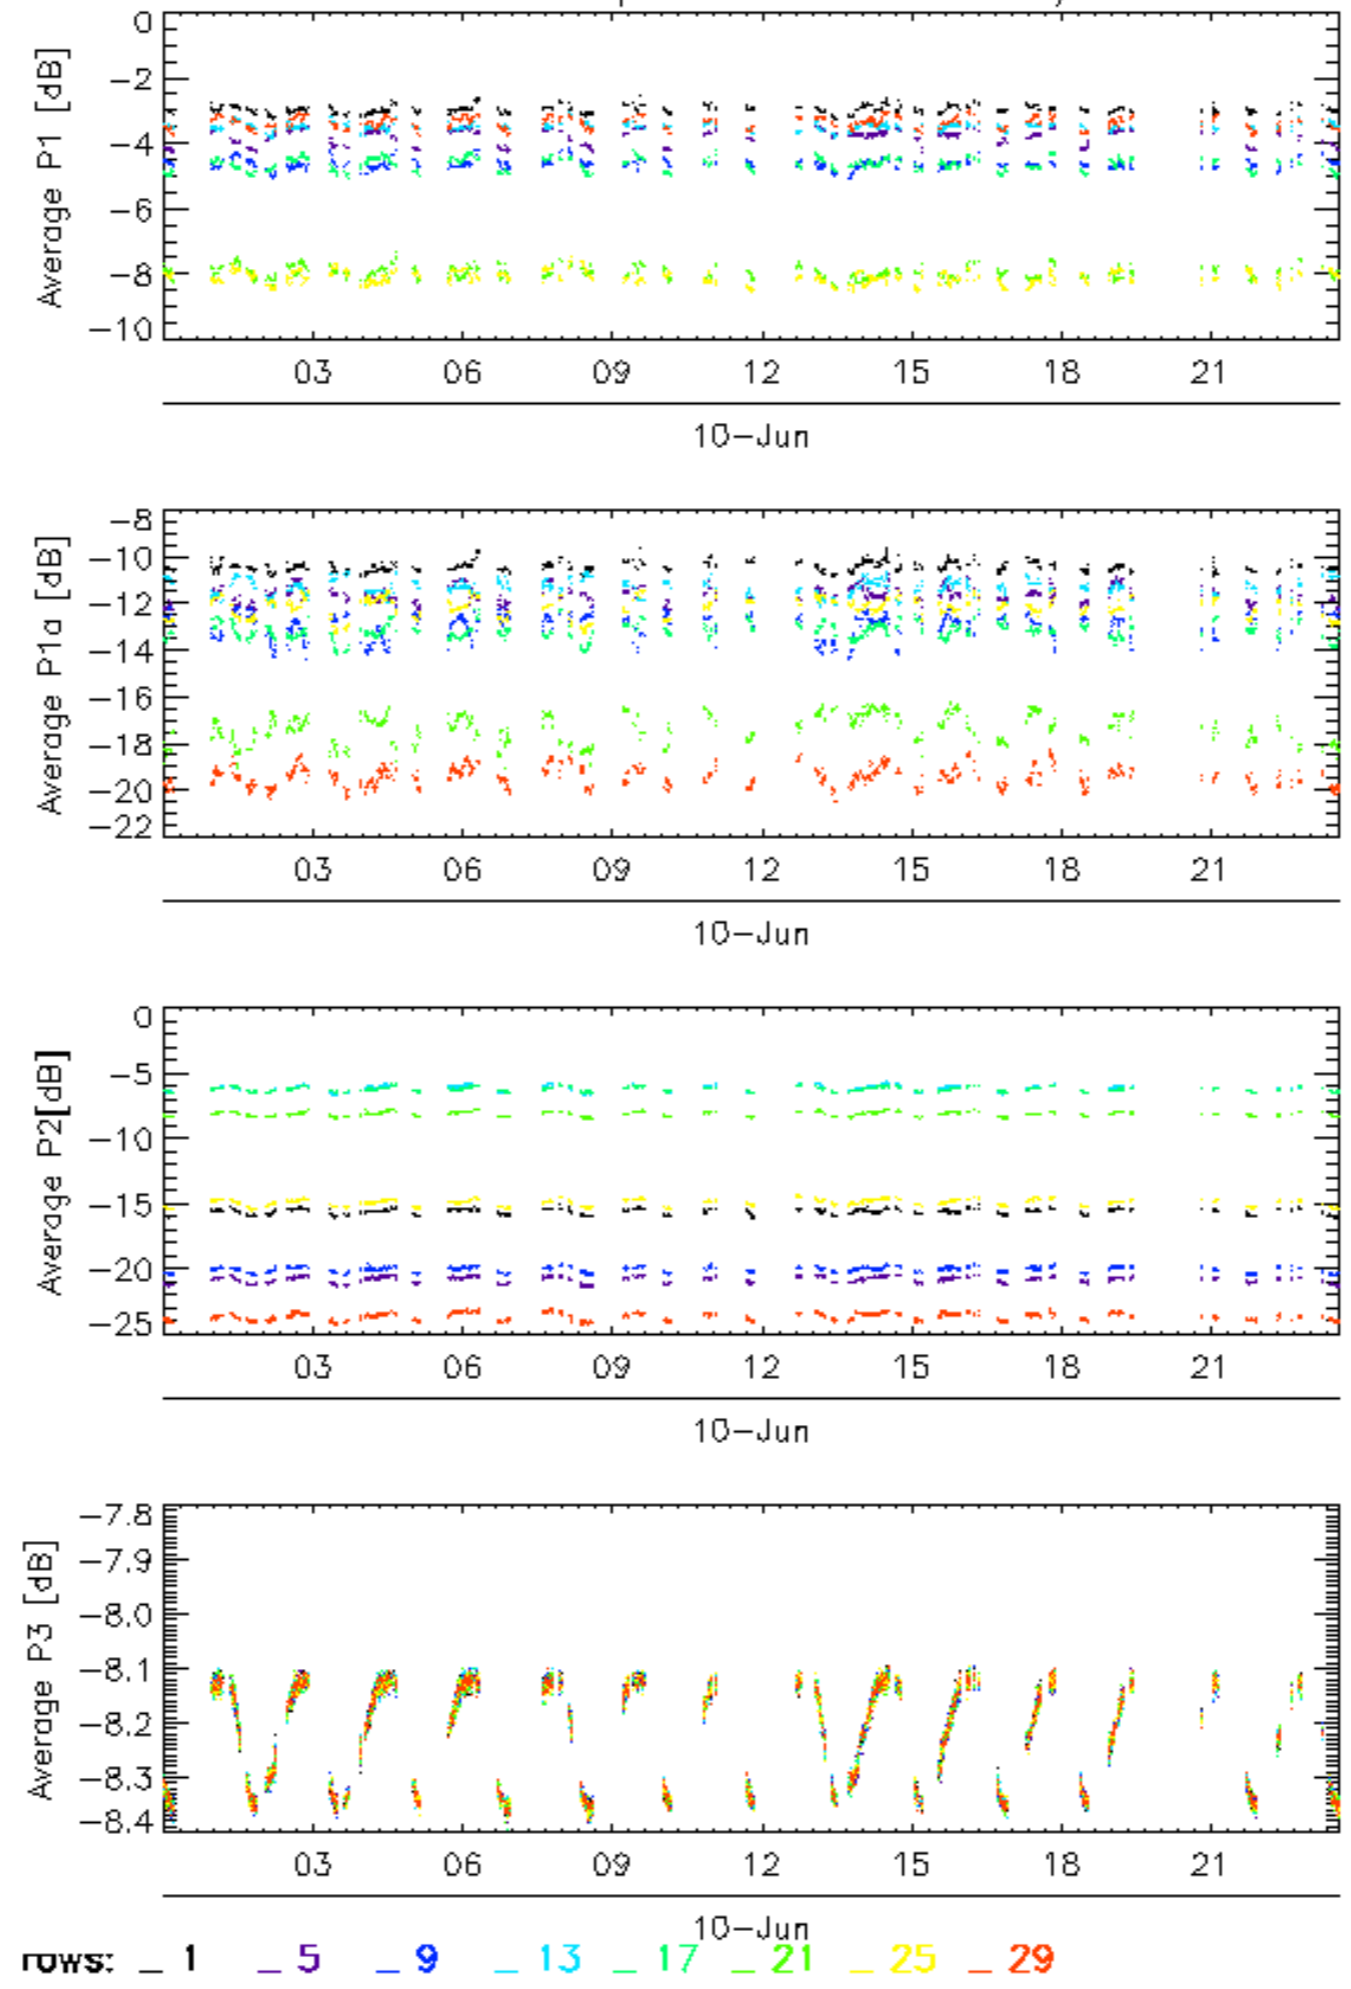 0
-2
-4
-6
-8
-10
Average P1 [dB]
03 06 09 12 15 18 21
10-Jun
-8
-10
-12
-14
-16
-18
-20
-22
Average P1a [dB]
03 06 09 12 15 18 21
10-Jun
0
-5
-10
-15
-20
-25
Average P2[dB]
03 06 09 12 15 18 21
10-Jun
-7.8
-7.9
-8.0
-8.1
-8.2
-8.3
-8.4
Average P3 [dB]
03 06 09 12 15 18 21
10-Jun
rows: _ 1 _ 5 _ 9 _ 13 _ 17 _ 21 _ 25 _ 29